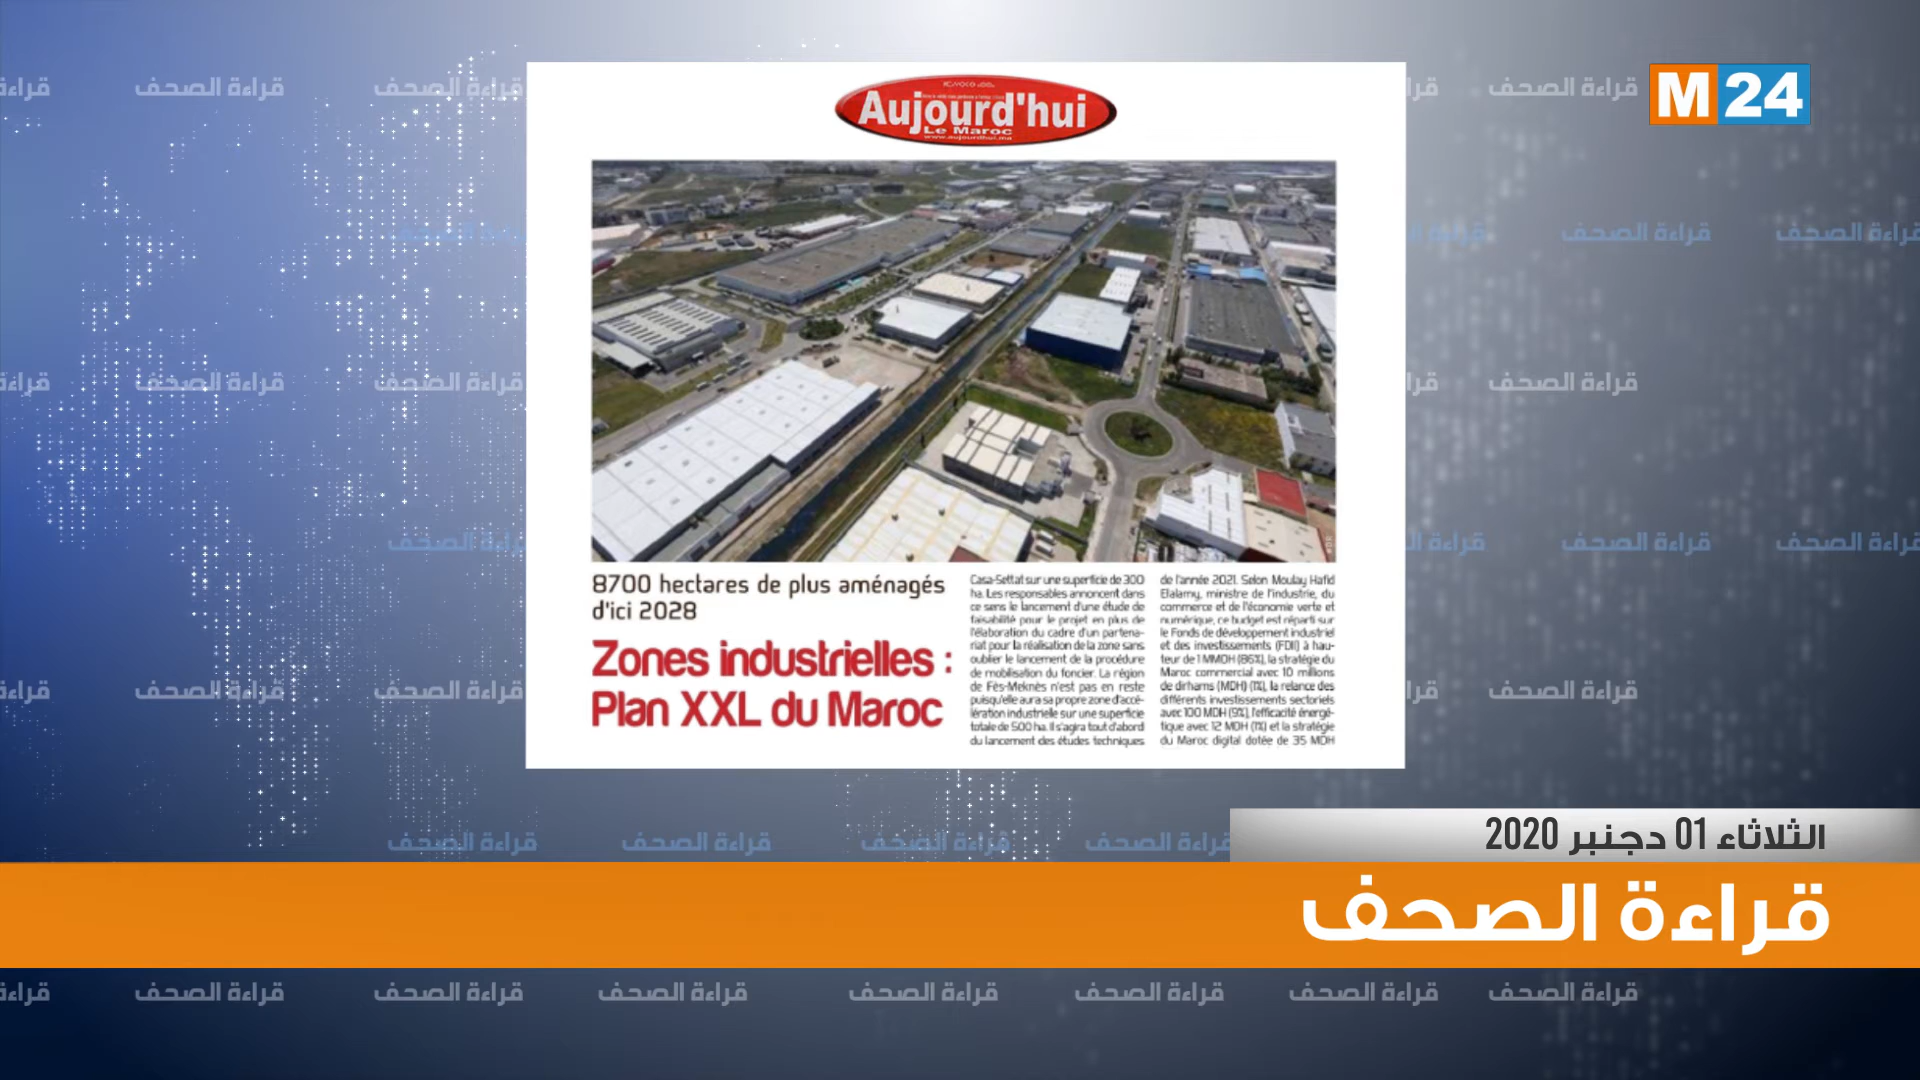 M24
Aujourd'hui
Le Maroc
www.aujourdhui.ma
8700 hectares de plus aménagés
d'ici 2028
Zones industrielles :
Plan XXL du Maroc
Casa-Settat sur une superficie de 300
ha. Les responsables annoncent dans
ce sens le lancement d'une étude de
faisabilité pour le projet en plus de
l'élaboration du cadre d'un partena-
riat pour la réalisation de la zone sans
oublier le lancement de la procédure
de mobilisation du foncier. La région
de Fès-Meknès n'est pas en reste
puisqu'elle aura sa propre zone d'accé-
lération industrielle sur une superficie
totale de 500 ha. Il s'agira tout d'abord
du lancement des études techniques
de l'année 2021. Selon Moulay Hafid
Elalamy, ministre de l'industrie, du
commerce et de l'économie verte et
numérique, ce budget est réparti sur
le Fonds de développement industriel
et des investissements (FDII) à hau-
teur de 1 MMDH (86%), la stratégie du
Maroc commercial avec 10 millions
de dirhams (MDH) (1%), la relance des
différents investissements sectoriels
avec 100 MDH (9%), l'efficacité énergé-
tique avec 12 MDH (1%) et la stratégie
du Maroc digital dotée de 35 MDH
الثلاثاء 01 دجنبر 2020
قراءة الصحف